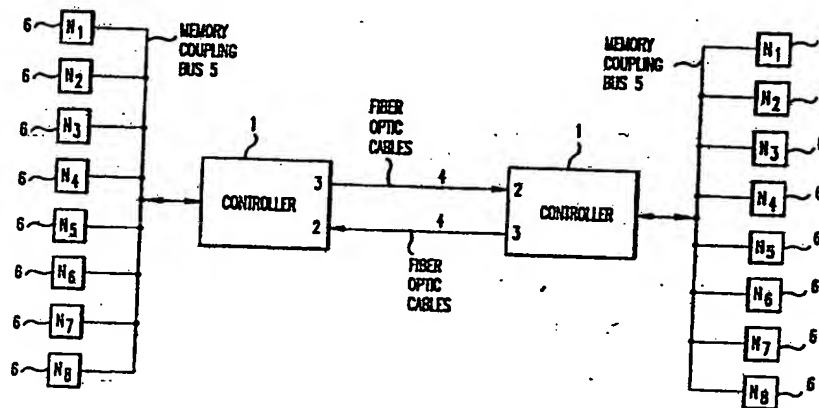 6 N1
6 N2
6 N3
6 N4
6 N5
6 N6
6 N7
6 N8
MEMORY
COUPLING
BUS 5
1
CONTROLLER
3
2
FIBER
OPTIC
CABLES
4
4
FIBER
OPTIC
CABLES
1
2
3
CONTROLLER
MEMORY
COUPLING
BUS 5
N1
N2
N3 6
N4 6
N5 6
N6 6
N7 6
N8 6